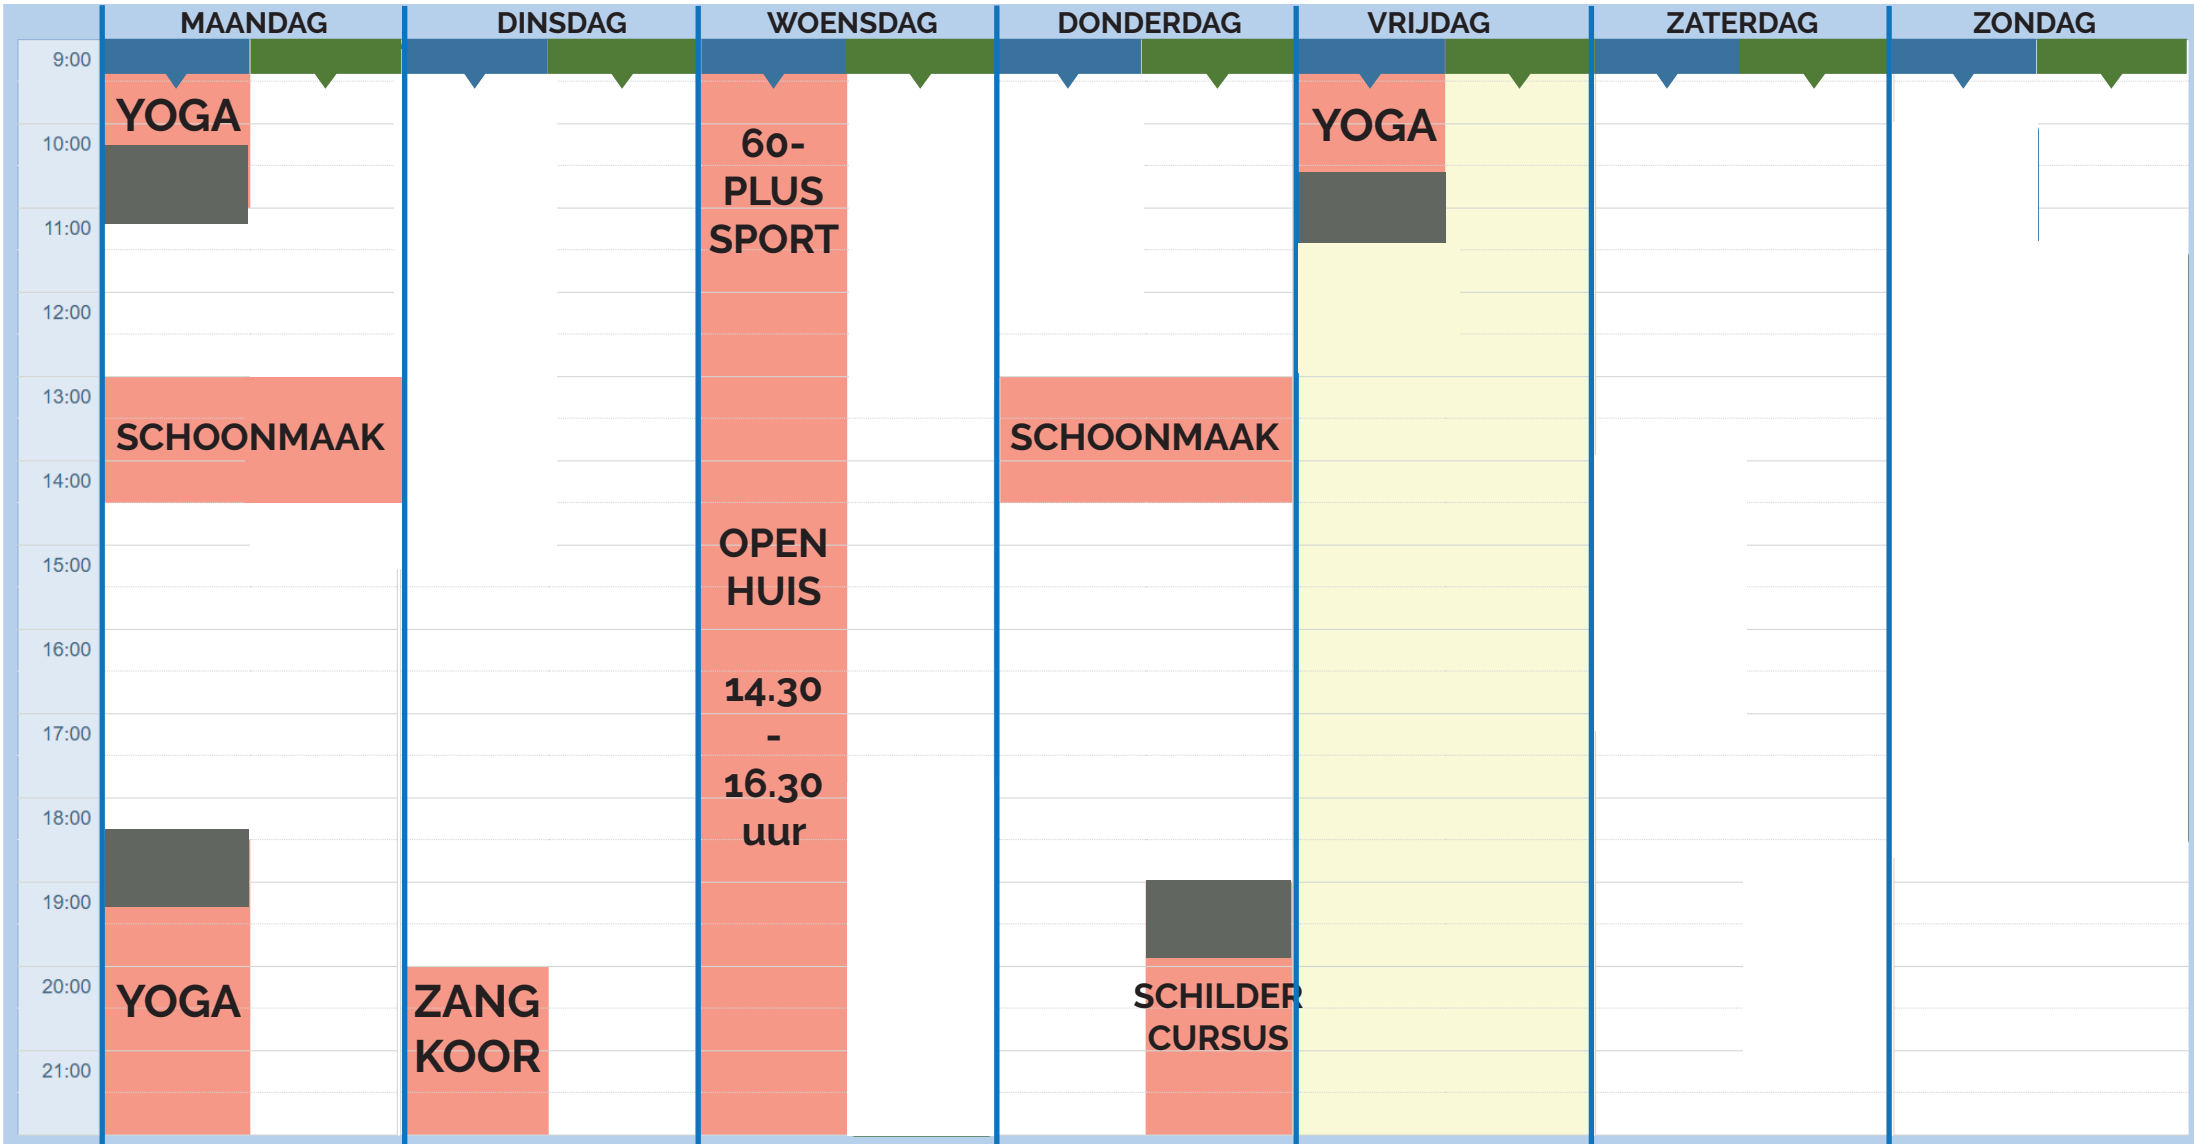 MAANDAG
DINSDAG
WOENSDAG
DONDERDAG
VRIJDAG
ZATERDAG
ZONDAG
9:00
10:00
11:00
12:00
13:00
14:00
15:00
16:00
17:00
18:00
19:00
20:00
21:00
YOGA
SCHOONMAAK
YOGA
ZANG
KOOR
60-
PLUS
SPORT
OPEN
HUIS
14.30
-
16.30
uur
SCHOONMAAK
SCHILDER
CURSUS
YOGA